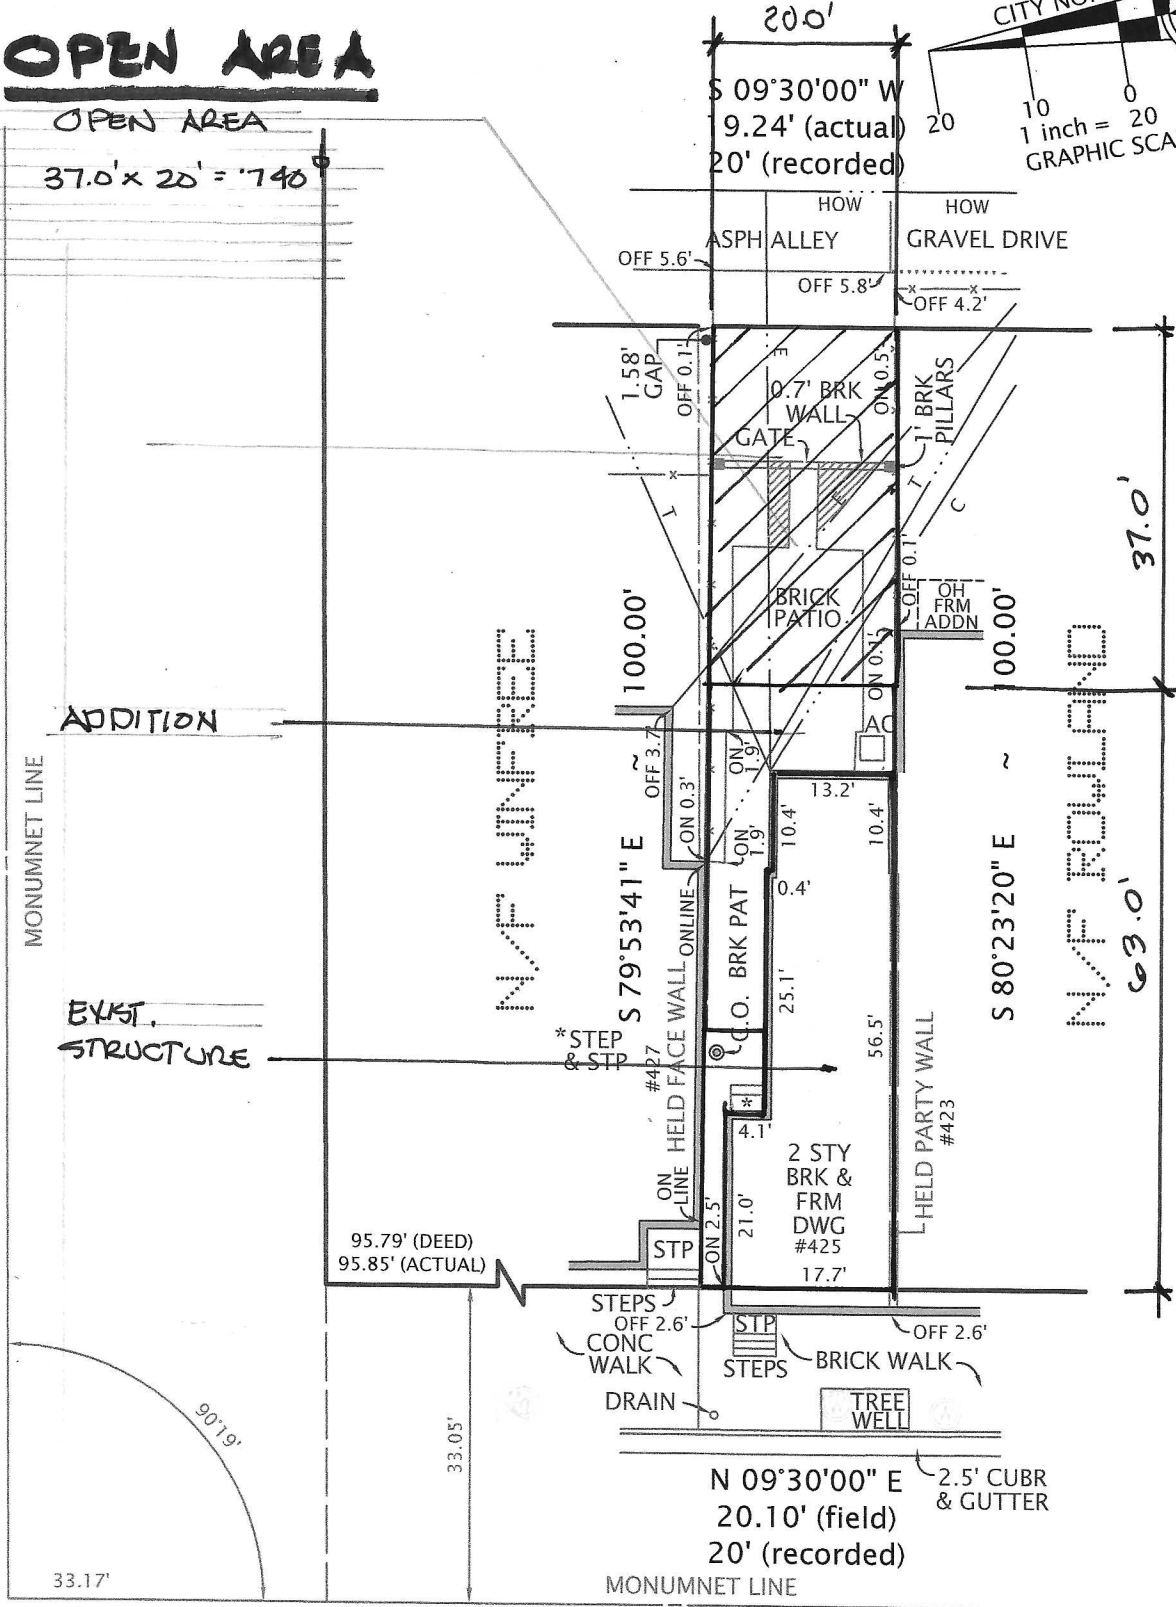 OPEN AREA
OPEN AREA
37.0' x 20' = '740
20.0'
CITY NO
20
10
0
1 inch = 20
GRAPHIC SCA
S 09°30'00" W
9.24' (actual)
20' (recorded)
HOW
HOW
ASPH ALLEY
GRAVEL DRIVE
OFF 5.6'
OFF 5.8'
x x
OFF 4.2'
1.58'
GAP
OFF 0.1'
E
0.7' BRK
WALL
ON 0.5'
1' BRK
PILLARS
GATE
x
T
E
T
C
37.0'
OFF 0.1'
OH
FRM
ADDN
BRICK
PATIO
ON 0.1'
100.00'
100.00'
ADDITION
AC
OFF 3.7'
ON
1.9'
~
~
MONUMNET LINE
N/F WINFREE
N/F ROULAND
13.2'
ON 0.3'
ON
1.9'
10.4'
10.4'
0.4'
S 79°53'41" E
S 80°23'20" E
63.0'
ONLINE
BRK PAT
C.O.
25.1'
56.5'
EXIST.
STRUCTURE
*STEP
& STP
#427
HELD FACE WALL
HELD PARTY WALL
#423
*
4.1'
2 STY
BRK &
FRM
DWG
#425
ON
LINE
ON 2.5'
21.0'
95.79' (DEED)
95.85' (ACTUAL)
STP
17.7'
STEPS
OFF 2.6'
OFF 2.6'
STP
STEPS
CONC
WALK
BRICK WALK
DRAIN
TREE
WELL
90°19'
33.05'
N 09°30'00" E
20.10' (field)
20' (recorded)
2.5' CUBR
& GUTTER
33.17'
MONUMNET LINE